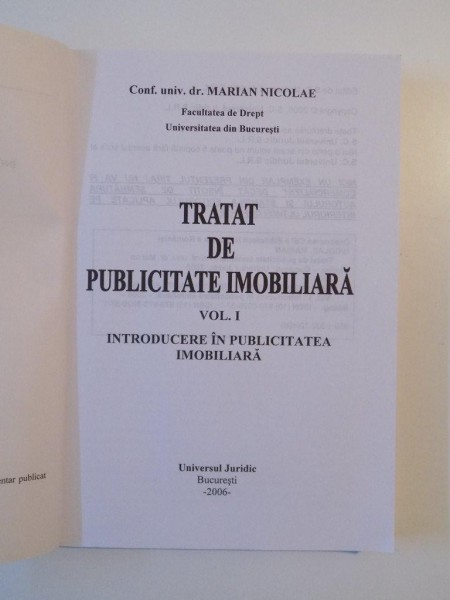 Conf. univ. dr. MARIAN NICOLAE
Facultatea de Drept
Universitatea din București
TRATAT
DE
PUBLICITATE IMOBILIARĂ
VOL. I
INTRODUCERE ÎN PUBLICITATEA
IMOBILIARĂ
Universul Juridic
București
-2006-
publicat